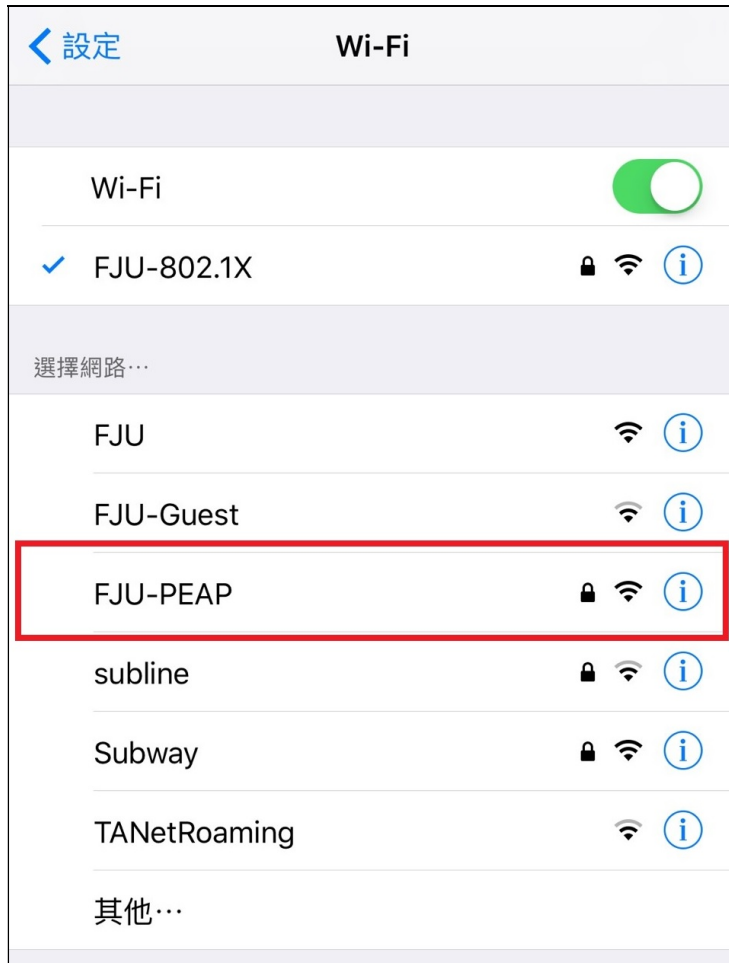 設定 Wi-Fi
Wi-Fi
FJU-802.1X
選擇網路…
FJU
FJU-Guest
FJU-PEAP
subline
Subway
TANetRoaming
其他…